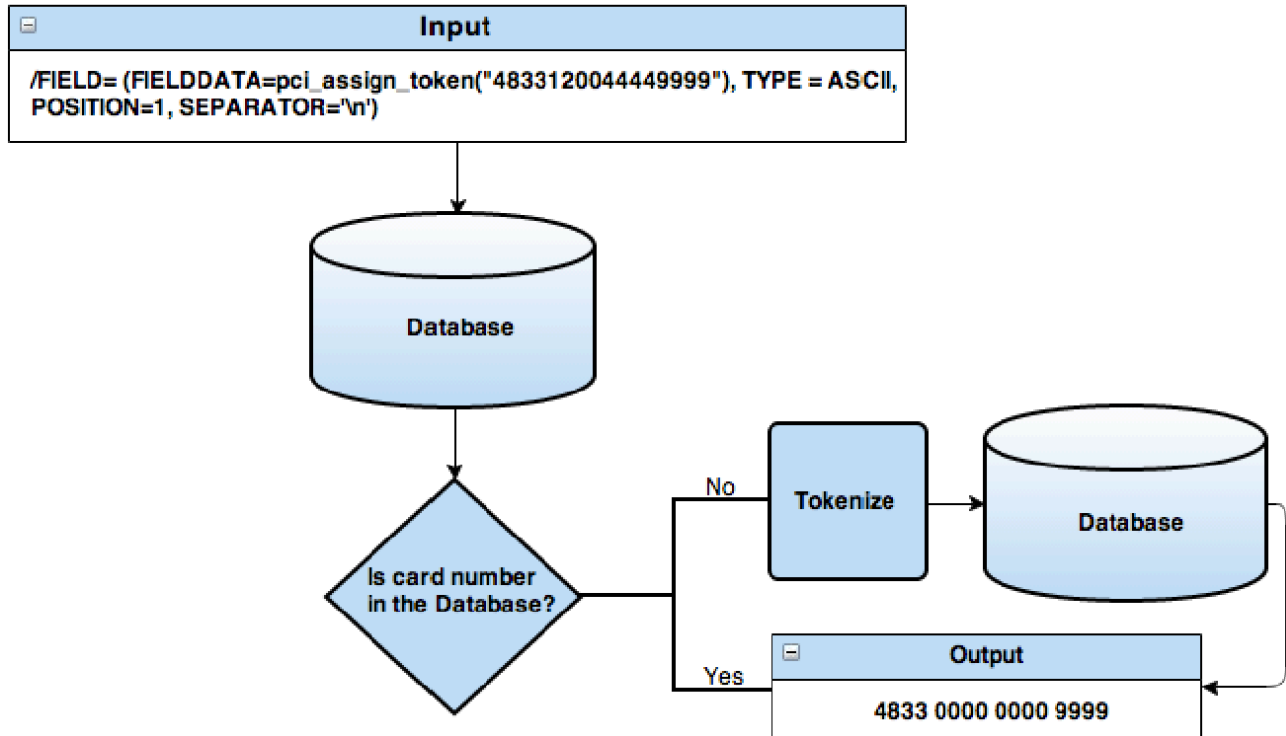 Input
/FIELD= (FIELDDATA=pci_assign_token("4833120044449999"), TYPE = ASCII,
POSITION=1, SEPARATOR='\n')
Database
Is card number
in the Database?
No
Tokenize
Database
Yes
Output
4833 0000 0000 9999